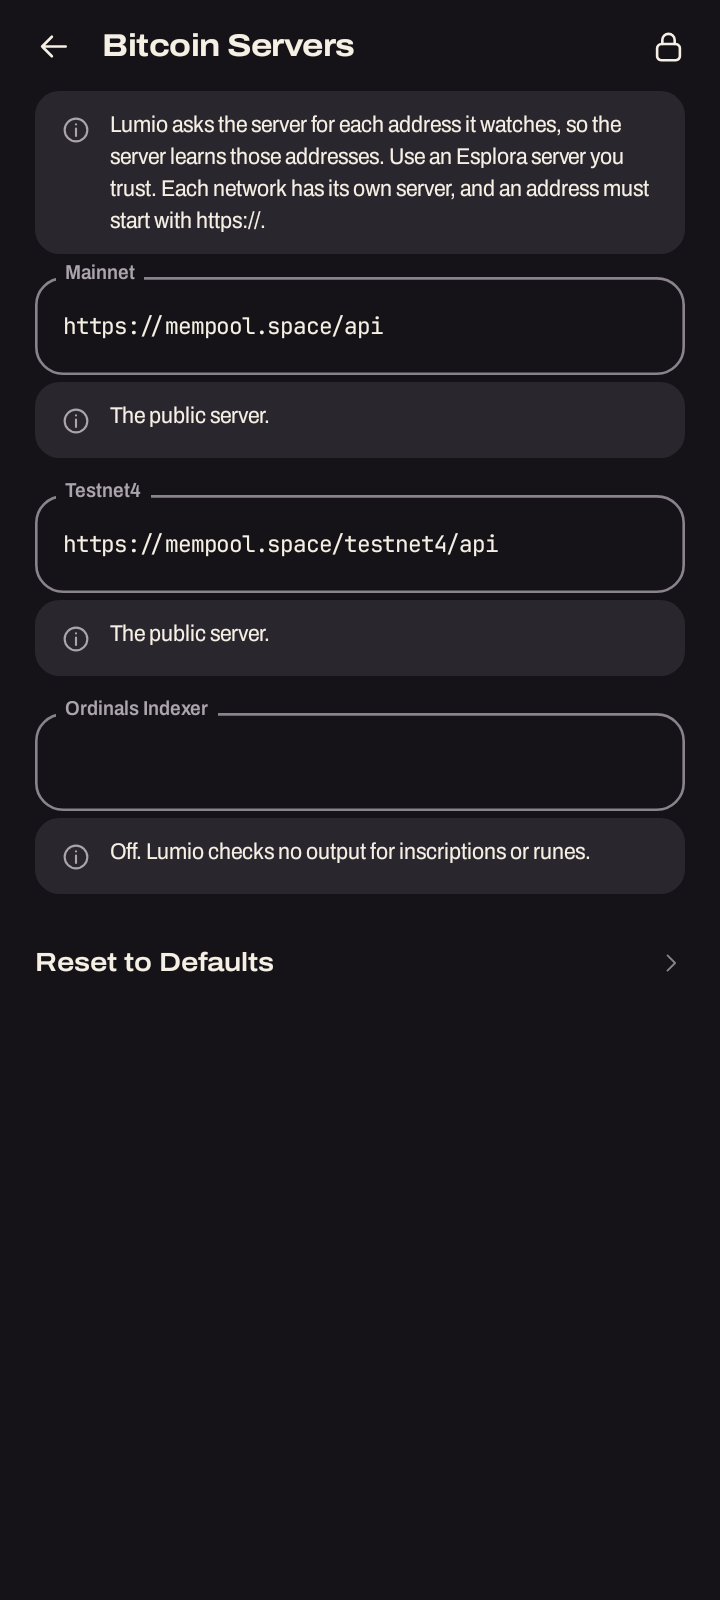 Bitcoin Servers
Lumio asks the server for each address it watches, so the
server learns those addresses. Use an Esplora server you
trust. Each network has its own server, and an address must
start with https://.
Mainnet
https://mempool.space/api
The public server.
Testnet4
https://mempool.space/testnet4/api
The public server.
Ordinals Indexer
Off. Lumio checks no output for inscriptions or runes.
Reset to Defaults